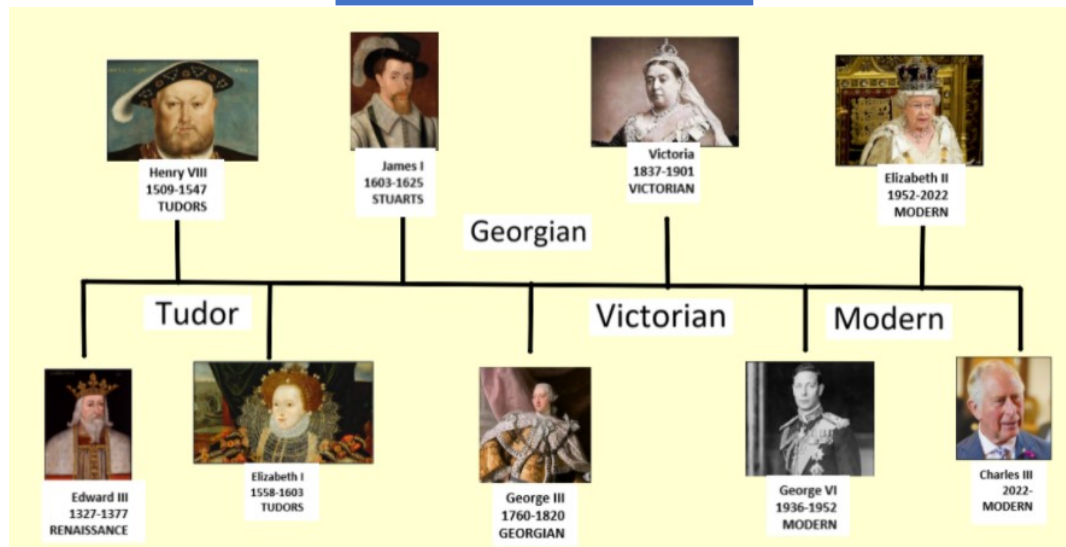 Henry VIII
1509-1547
TUDORS
James I
1603-1625
STUARTS
Victoria
1837-1901
VICTORIAN
Elizabeth II
1952-2022
MODERN
Georgian
Tudor
Victorian
Modern
Edward III
1327-1377
RENAISSANCE
Elizabeth I
1558-1603
TUDORS
George III
1760-1820
GEORGIAN
George VI
1936-1952
MODERN
Charles III
2022-
MODERN